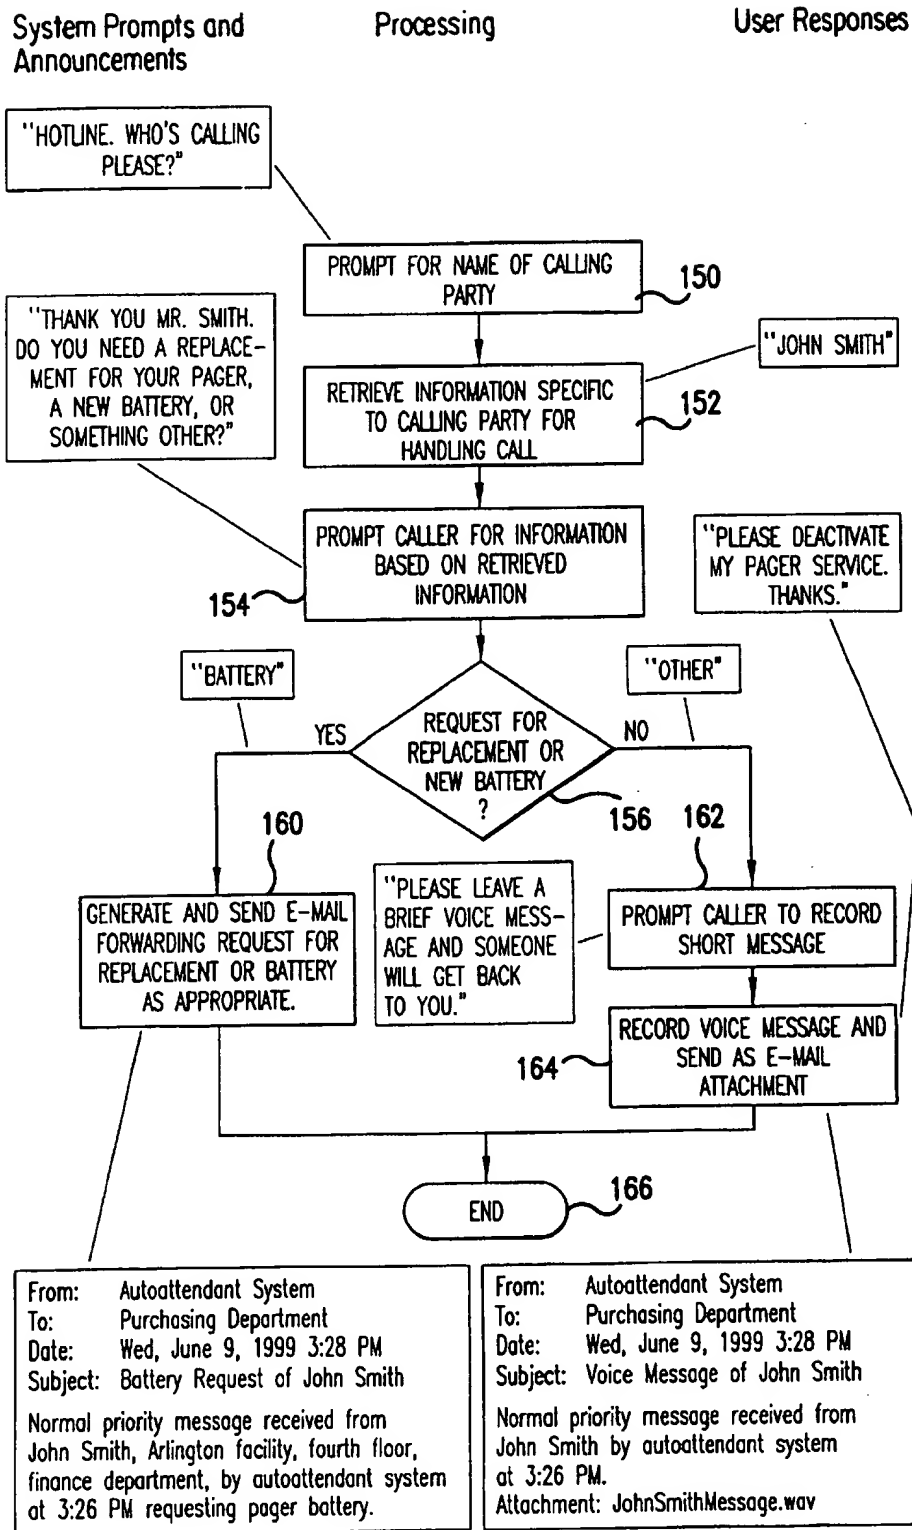 System Prompts and
Announcements
Processing
User Responses
"HOTLINE. WHO'S CALLING
PLEASE?"
PROMPT FOR NAME OF CALLING
PARTY
150
"THANK YOU MR. SMITH.
DO YOU NEED A REPLACE-
MENT FOR YOUR PAGER,
A NEW BATTERY, OR
SOMETHING OTHER?"
"JOHN SMITH"
RETRIEVE INFORMATION SPECIFIC
TO CALLING PARTY FOR
HANDLING CALL
152
PROMPT CALLER FOR INFORMATION
BASED ON RETRIEVED
INFORMATION
154
"PLEASE DEACTIVATE
MY PAGER SERVICE.
THANKS."
"BATTERY"
"OTHER"
YES
REQUEST FOR
REPLACEMENT OR
NEW BATTERY
?
NO
156
160
162
GENERATE AND SEND E-MAIL
FORWARDING REQUEST FOR
REPLACEMENT OR BATTERY
AS APPROPRIATE.
"PLEASE LEAVE A
BRIEF VOICE MESS-
AGE AND SOMEONE
WILL GET BACK
TO YOU."
PROMPT CALLER TO RECORD
SHORT MESSAGE
RECORD VOICE MESSAGE AND
SEND AS E-MAIL
ATTACHMENT
164
END
166
From: Autoattendant System
To: Purchasing Department
Date: Wed, June 9, 1999 3:28 PM
Subject: Battery Request of John Smith
Normal priority message received from
John Smith, Arlington facility, fourth floor,
finance department, by autoattendant system
at 3:26 PM requesting pager battery.
From: Autoattendant System
To: Purchasing Department
Date: Wed, June 9, 1999 3:28 PM
Subject: Voice Message of John Smith
Normal priority message received from
John Smith by autoattendant system
at 3:26 PM.
Attachment: JohnSmithMessage.wav